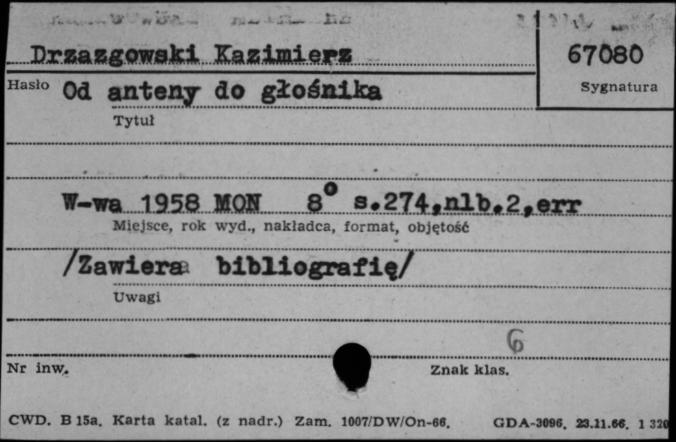 Drzazgowski Kazimierz
67080
Hasło
Sygnatura
Od anteny do głośnika
Tytuł
W-wa 1958 MON 8° s.274,nlb.2,err
Miejsce, rok wyd., nakładca, format, objętość
/Zawiera bibliografię/
Uwagi
6
Nr inw.
Znak klas.
CWD. B 15a. Karta katal. (z nadr.) Zam. 1007/DW/On-66. GDA-3096. 23.11.66. 1 320